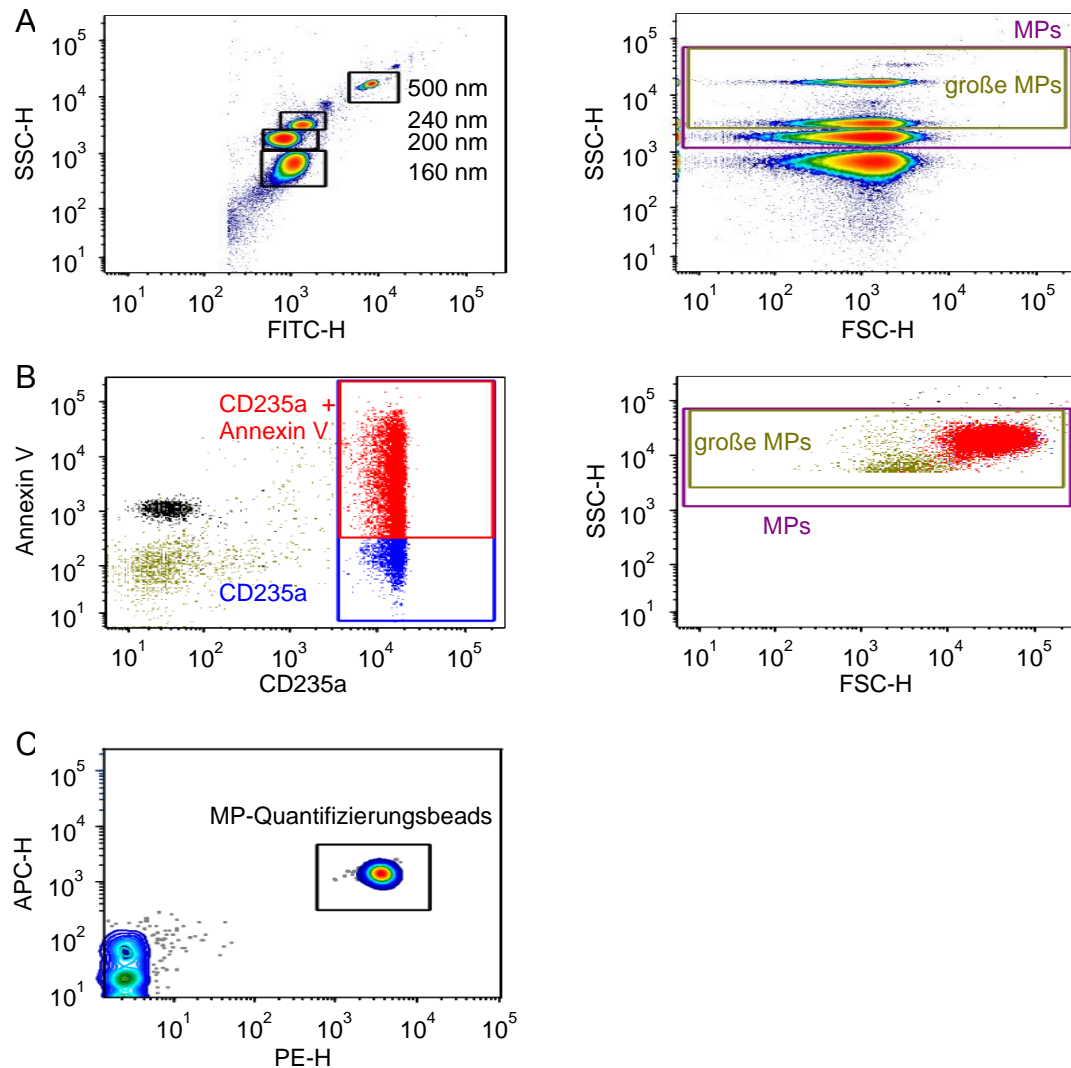 A
SSC-H
10^5
10^4
10^3
10^2
10^1
500 nm
240 nm
200 nm
160 nm
10^1 10^2 10^3 10^4 10^5
FITC-H
SSC-H
10^5
10^4
10^3
10^2
10^1
MPs
große MPs
10^1 10^2 10^3 10^4 10^5
FSC-H
B
Annexin V
10^5
10^4
10^3
10^2
10^1
CD235a +
Annexin V
CD235a
10^1 10^2 10^3 10^4 10^5
CD235a
SSC-H
10^5
10^4
10^3
10^2
10^1
große MPs
MPs
10^1 10^2 10^3 10^4 10^5
FSC-H
C
APC-H
10^5
10^4
10^3
10^2
10^1
MP-Quantifizierungsbeads
10^1 10^2 10^3 10^4 10^5
PE-H